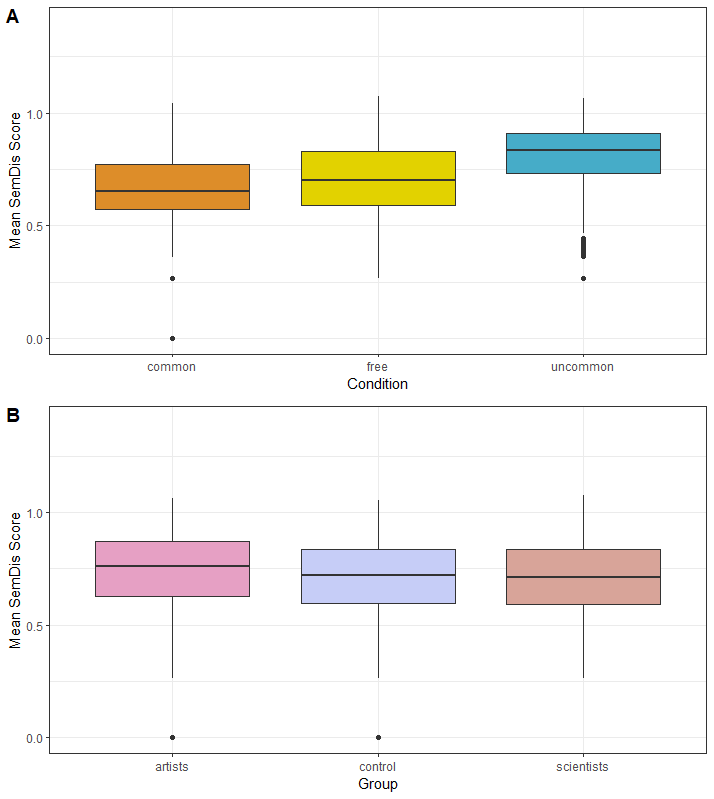 A
Mean SemDis Score
1.0
0.5
0.0
common free uncommon
Condition
B
Mean SemDis Score
1.0
0.5
0.0
artists control scientists
Group